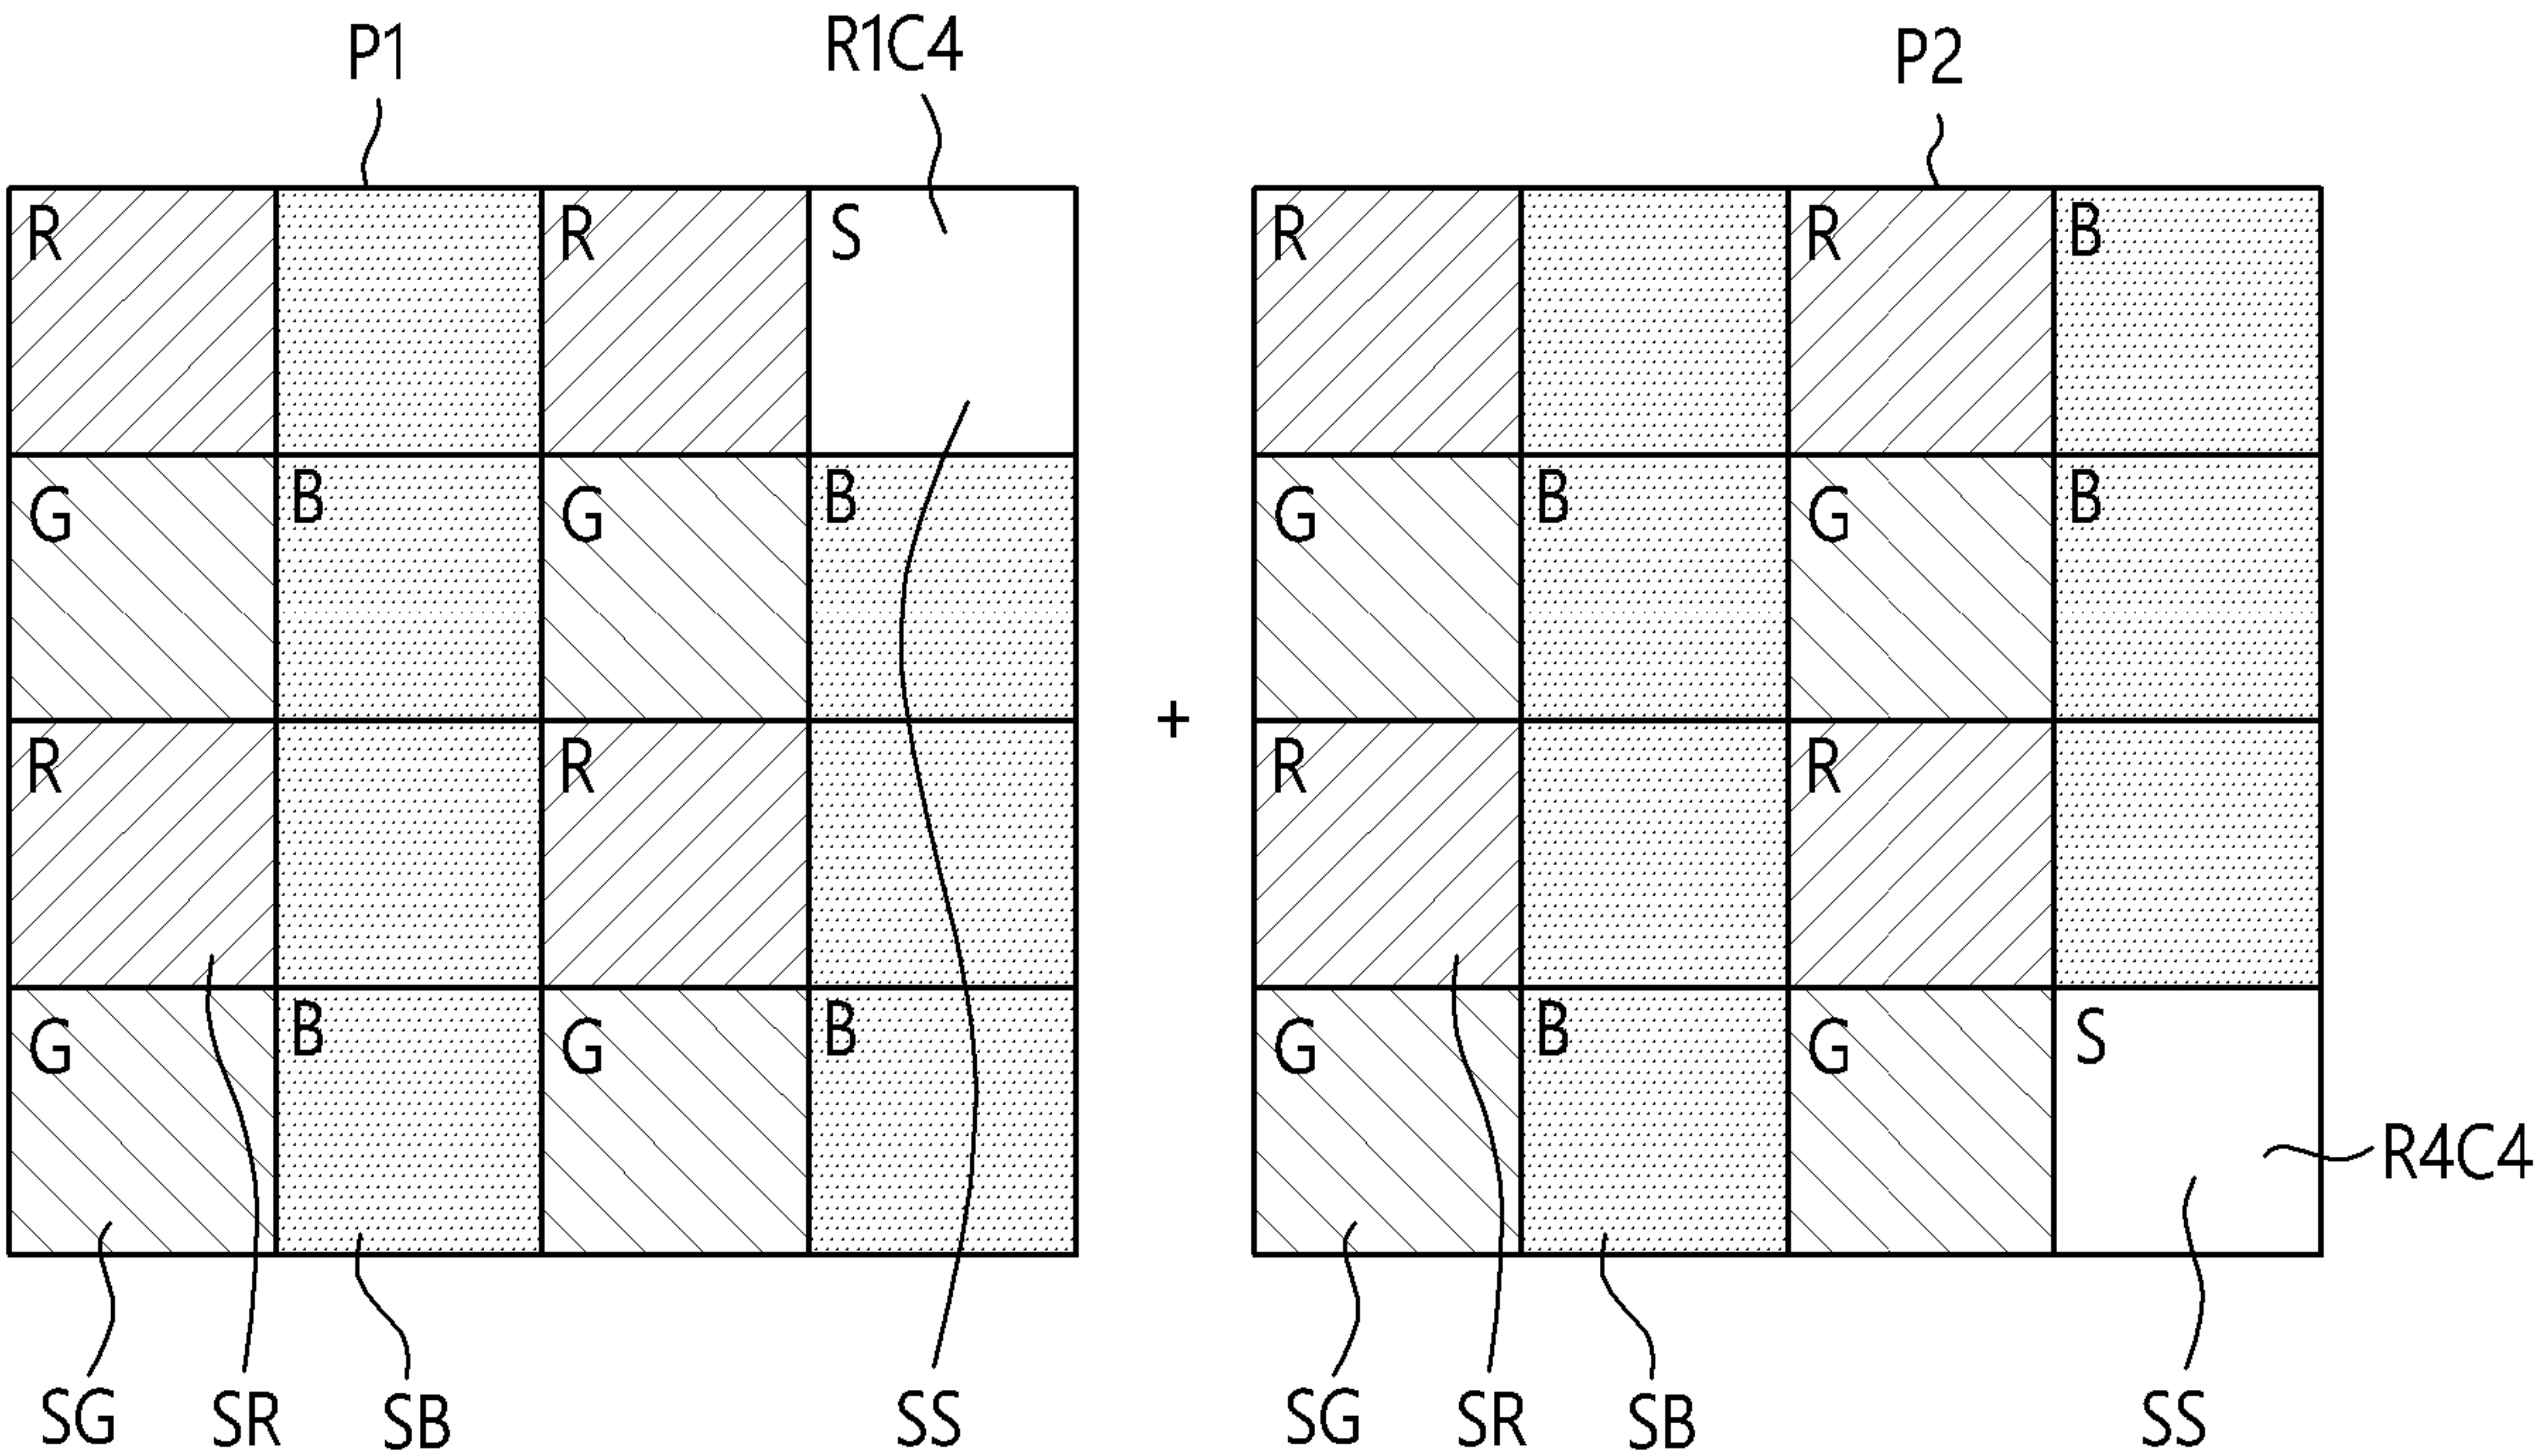 P1 R1C4 P2
R R S R R B
G B G B G B G B
+
R R R R
G B G B G B G S
R4C4
SG SR SB SS SG SR SB SS